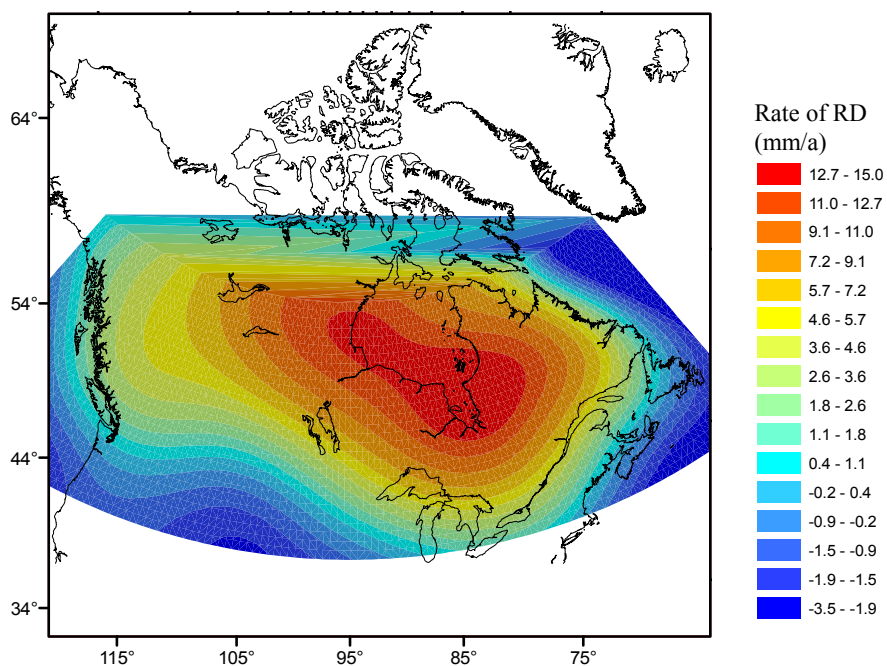 64°
54°
44°
34°
115°
105°
95°
85°
75°
Rate of RD
(mm/a)
12.7 - 15.0
11.0 - 12.7
9.1 - 11.0
7.2 - 9.1
5.7 - 7.2
4.6 - 5.7
3.6 - 4.6
2.6 - 3.6
1.8 - 2.6
1.1 - 1.8
0.4 - 1.1
-0.2 - 0.4
-0.9 - -0.2
-1.5 - -0.9
-1.9 - -1.5
-3.5 - -1.9